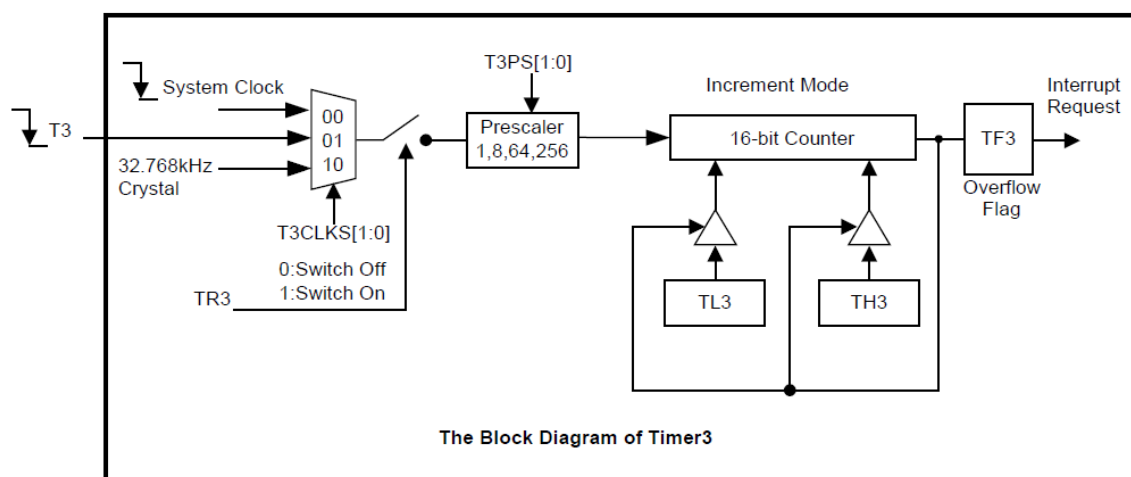 T3PS[1:0]
Increment Mode
Interrupt
Request
System Clock
00
T3
01
Prescaler
1,8,64,256
16-bit Counter
TF3
32.768kHz
Crystal
10
Overflow
Flag
T3CLKS[1:0]
0:Switch Off
1:Switch On
TR3
TL3
TH3
The Block Diagram of Timer3